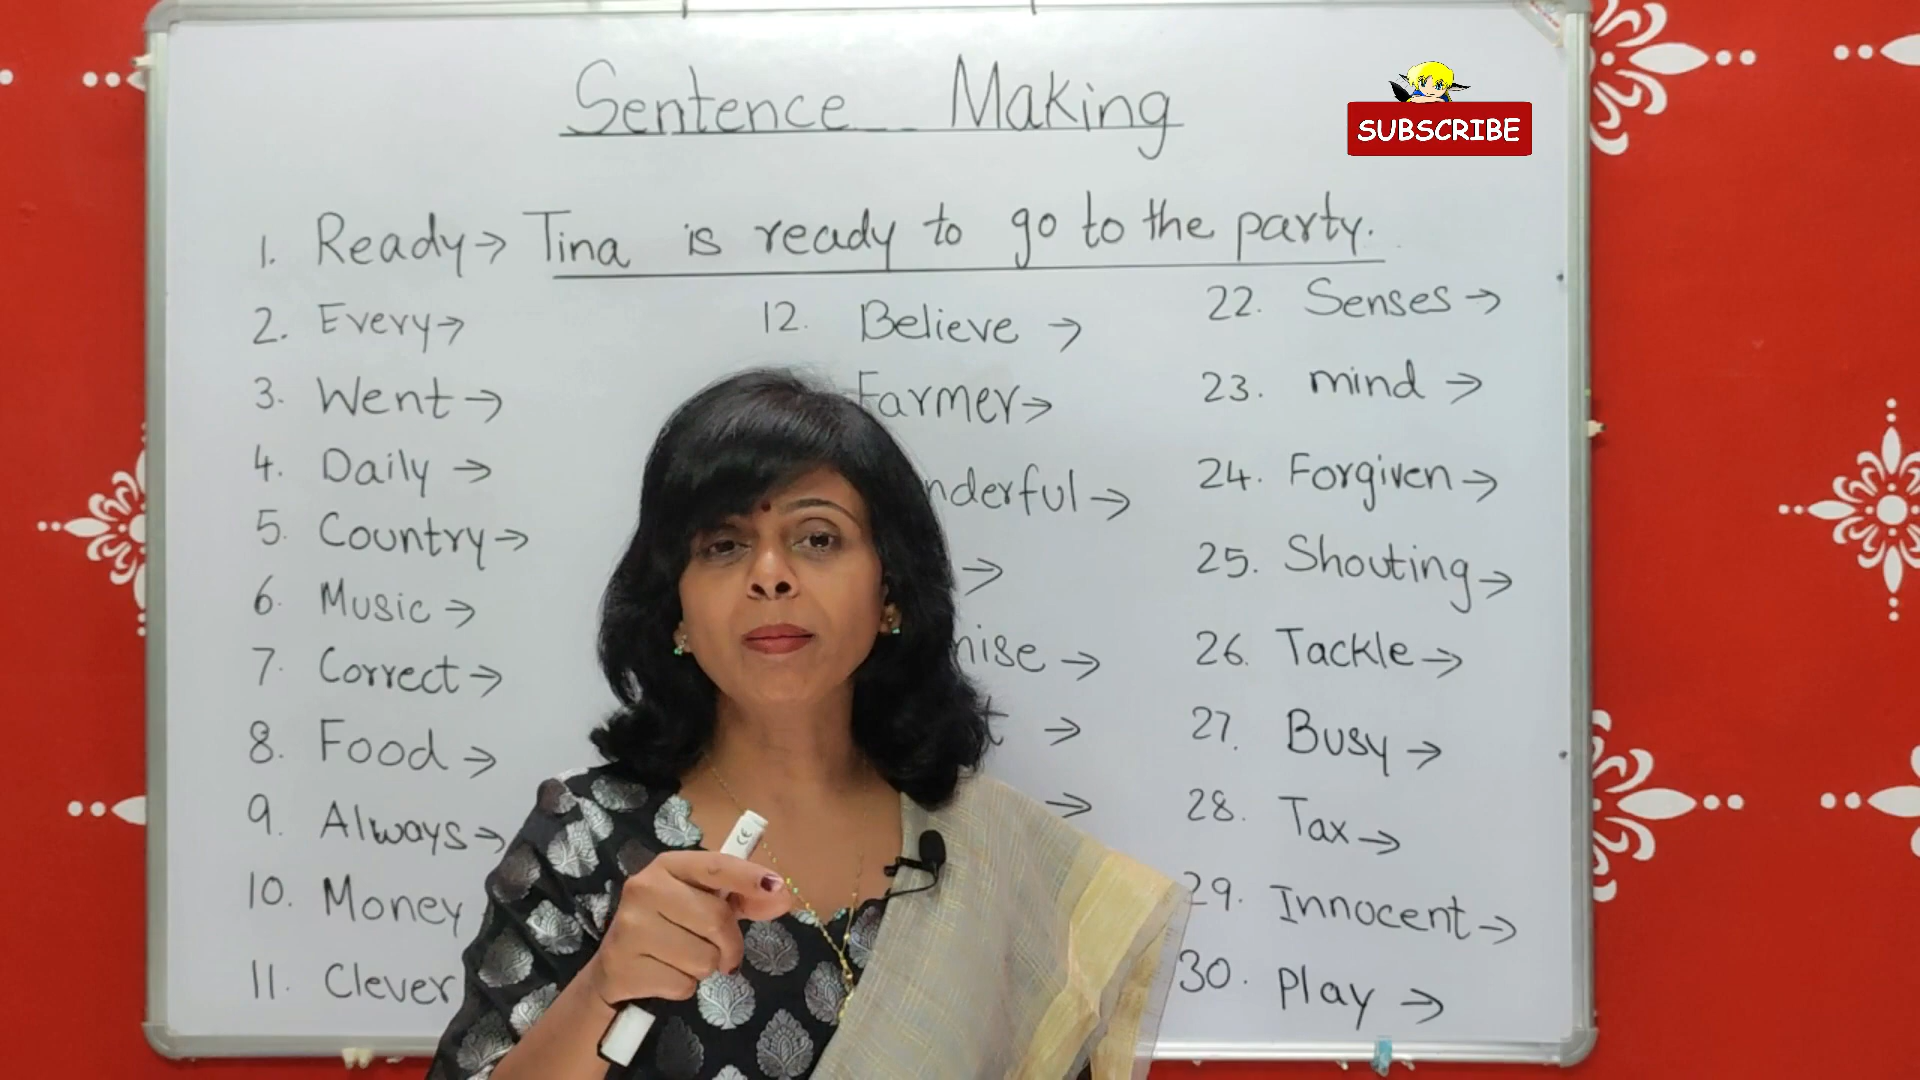 Sentence Making
SUBSCRIBE
1. Ready → Tina is ready to go to the party.
2. Every →
3. Went →
4. Daily →
5. Country →
6. Music →
7. Correct →
8. Food →
9. Always →
10. Money
11. Clever
12. Believe →
Farmer →
→
→
→
→
→
22. Senses →
23. mind →
24. Forgiven →
25. Shouting →
26. Tackle →
27. Busy →
28. Tax →
29. Innocent →
30. Play →